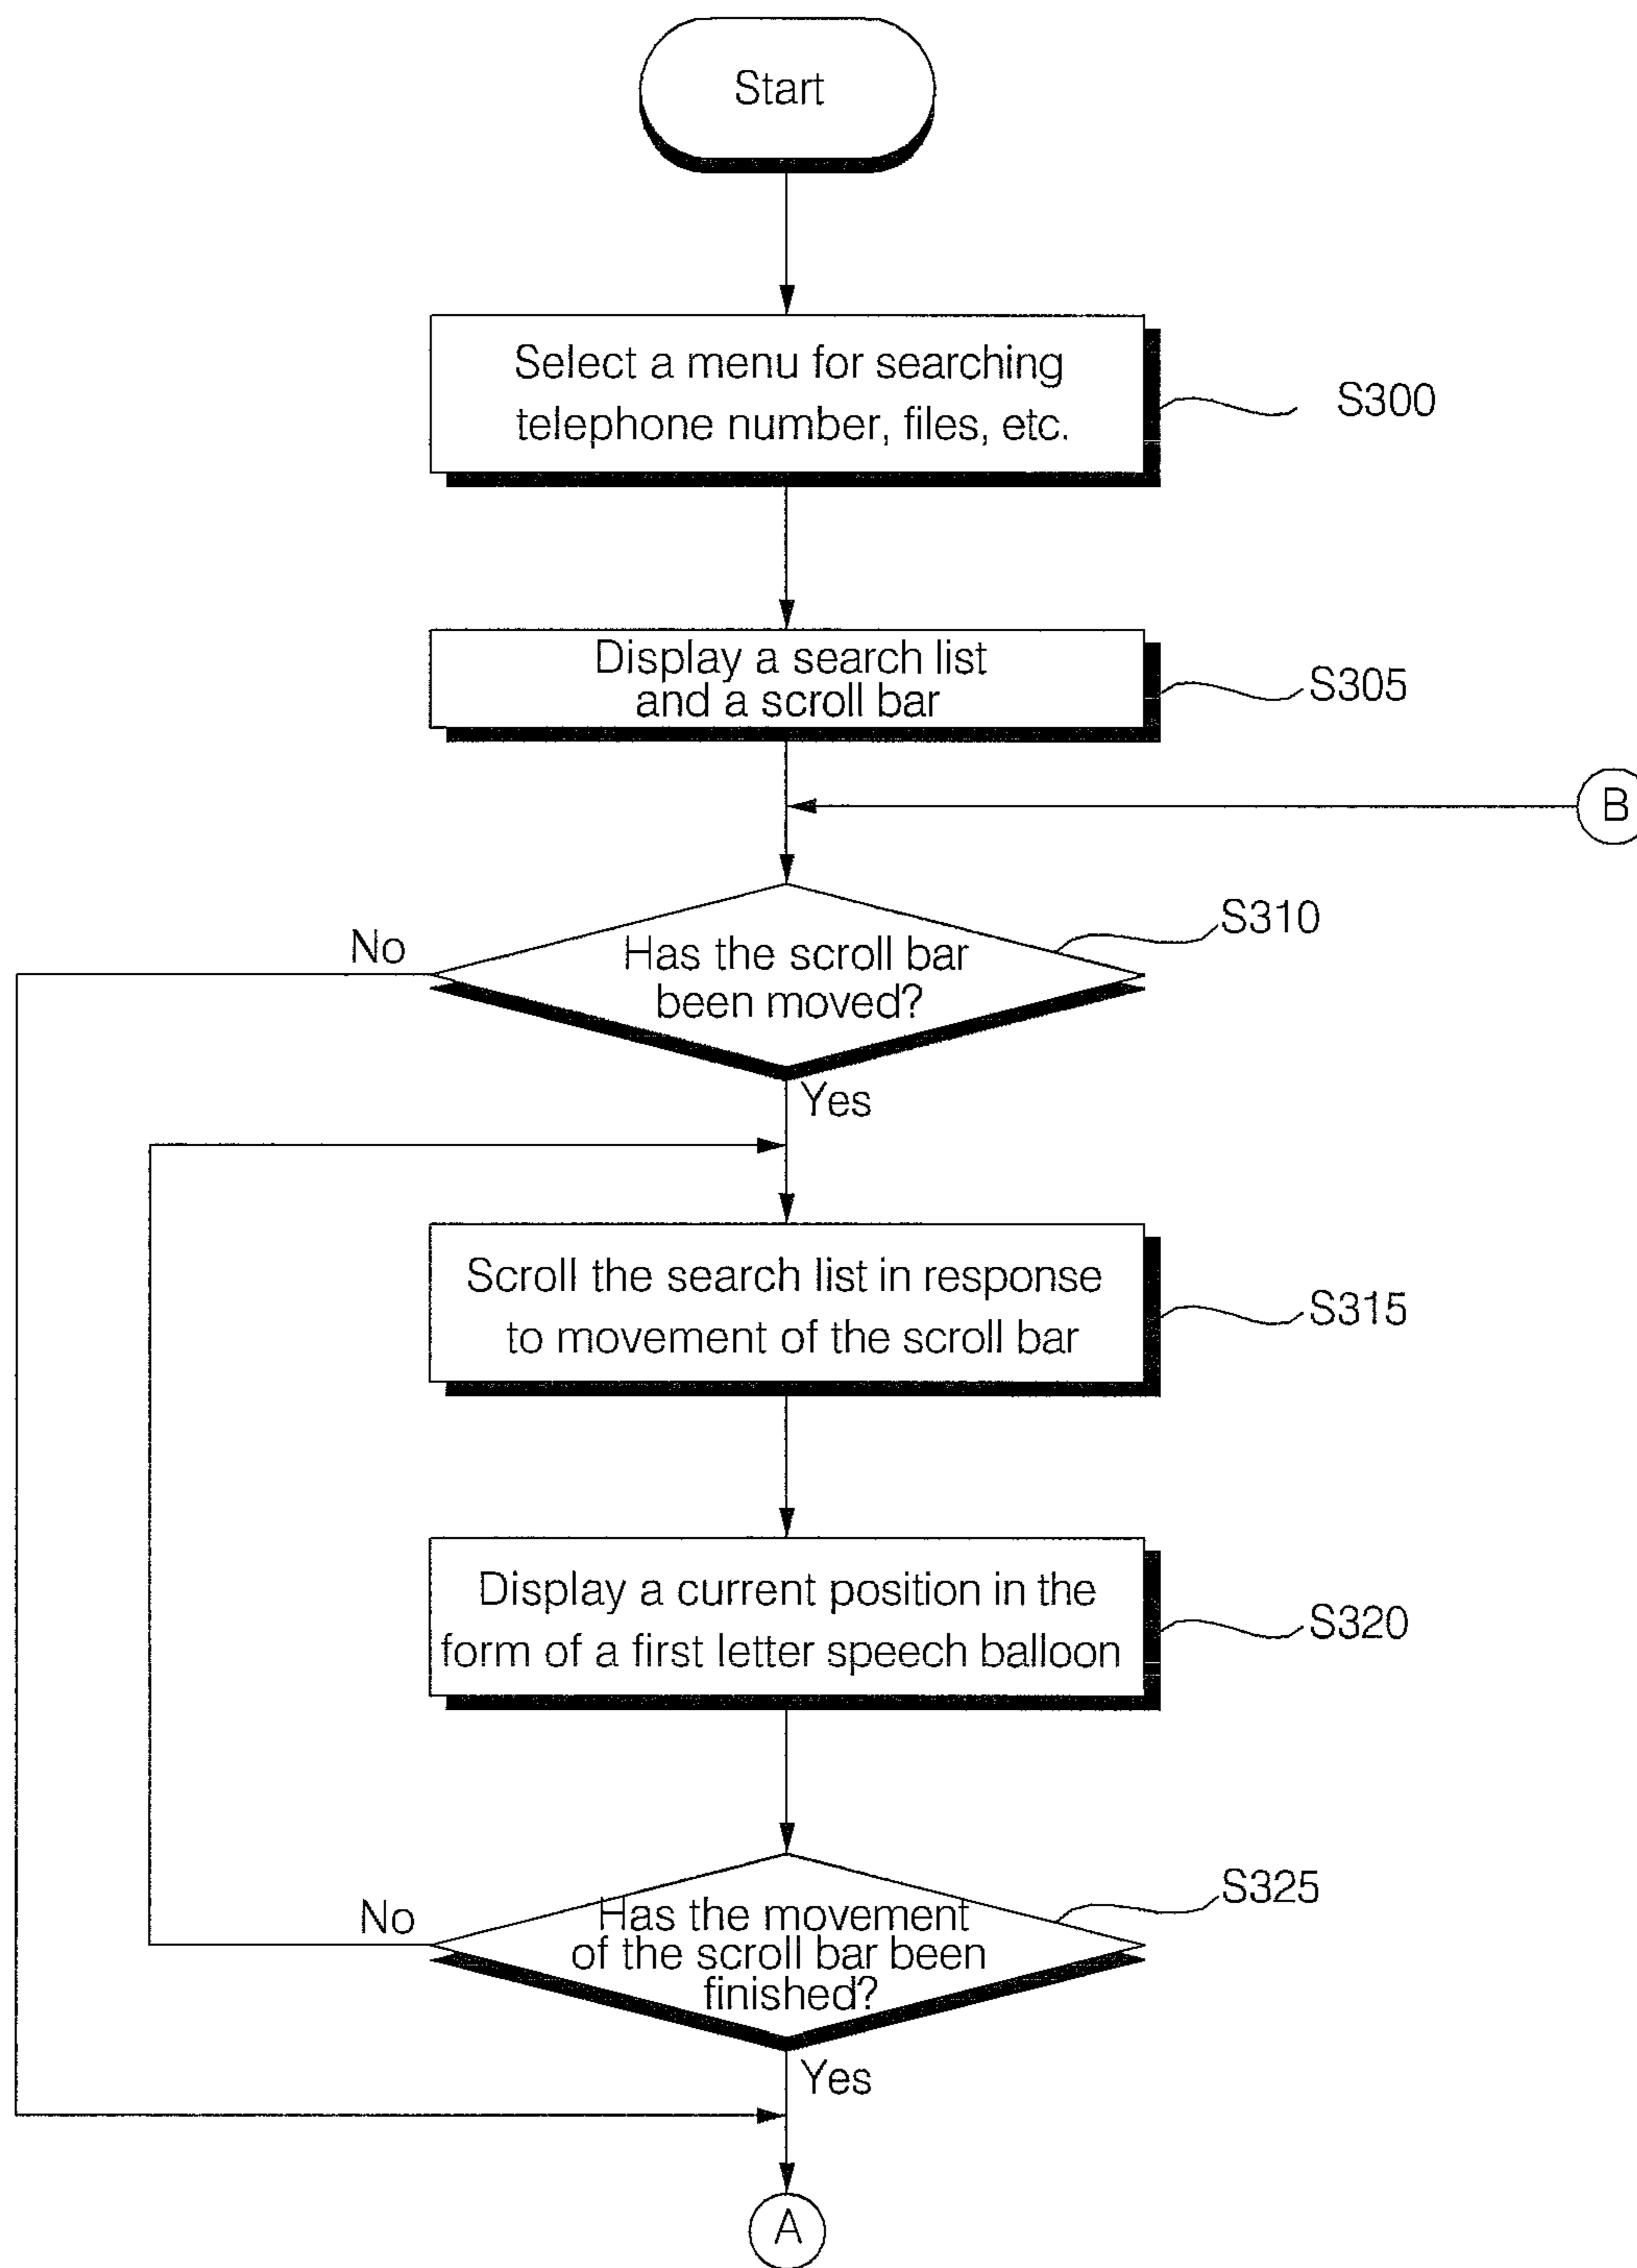 Start
Select a menu for searching
telephone number, files, etc.
S300
Display a search list
and a scroll bar
S305
B
S310
No
Has the scroll bar
been moved?
Yes
Scroll the search list in response
to movement of the scroll bar
S315
Display a current position in the
form of a first letter speech balloon
S320
S325
No
Has the movement
of the scroll bar been
finished?
Yes
A